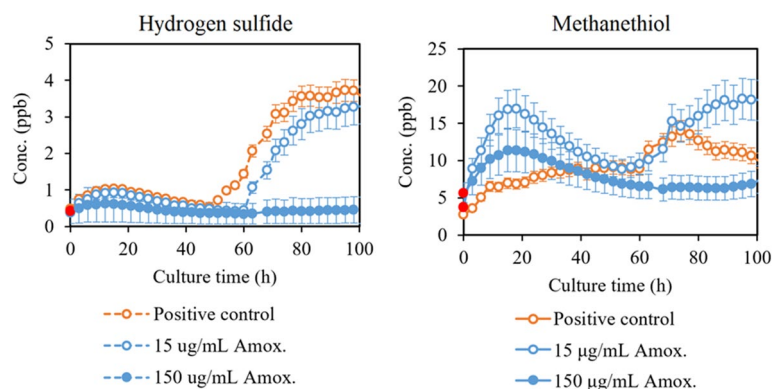 Hydrogen sulfide
Conc. (ppb)
5
4
3
2
1
0
0 20 40 60 80 100
Culture time (h)
Positive control
15 ug/mL Amox.
150 ug/mL Amox.
Methanethiol
Conc. (ppb)
25
20
15
10
5
0
0 20 40 60 80 100
Culture time (h)
Positive control
15 µg/mL Amox.
150 µg/mL Amox.